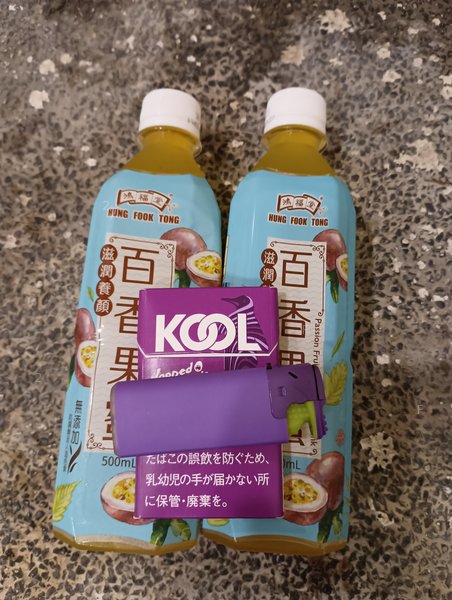 鴻福堂
HUNG FOOK TONG
滋潤養顏
百香果蜜
無添加
500mL
鴻福堂
HUNG FOOK TONG
滋潤
百香果
Passion Fru
mL
KOOL
たばこの誤飲を防ぐため、
乳幼児の手が届かない所
に保管・廃棄を。